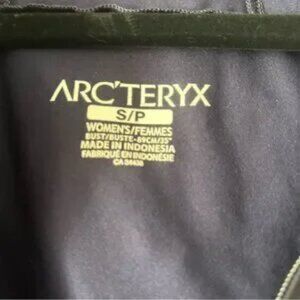 ARC'TERYX
S/P
WOMEN'S/FEMMES
BUST/BUSTE-89CM/35"
MADE IN INDONESIA
FABRIQUÉ EN INDONÉSIE